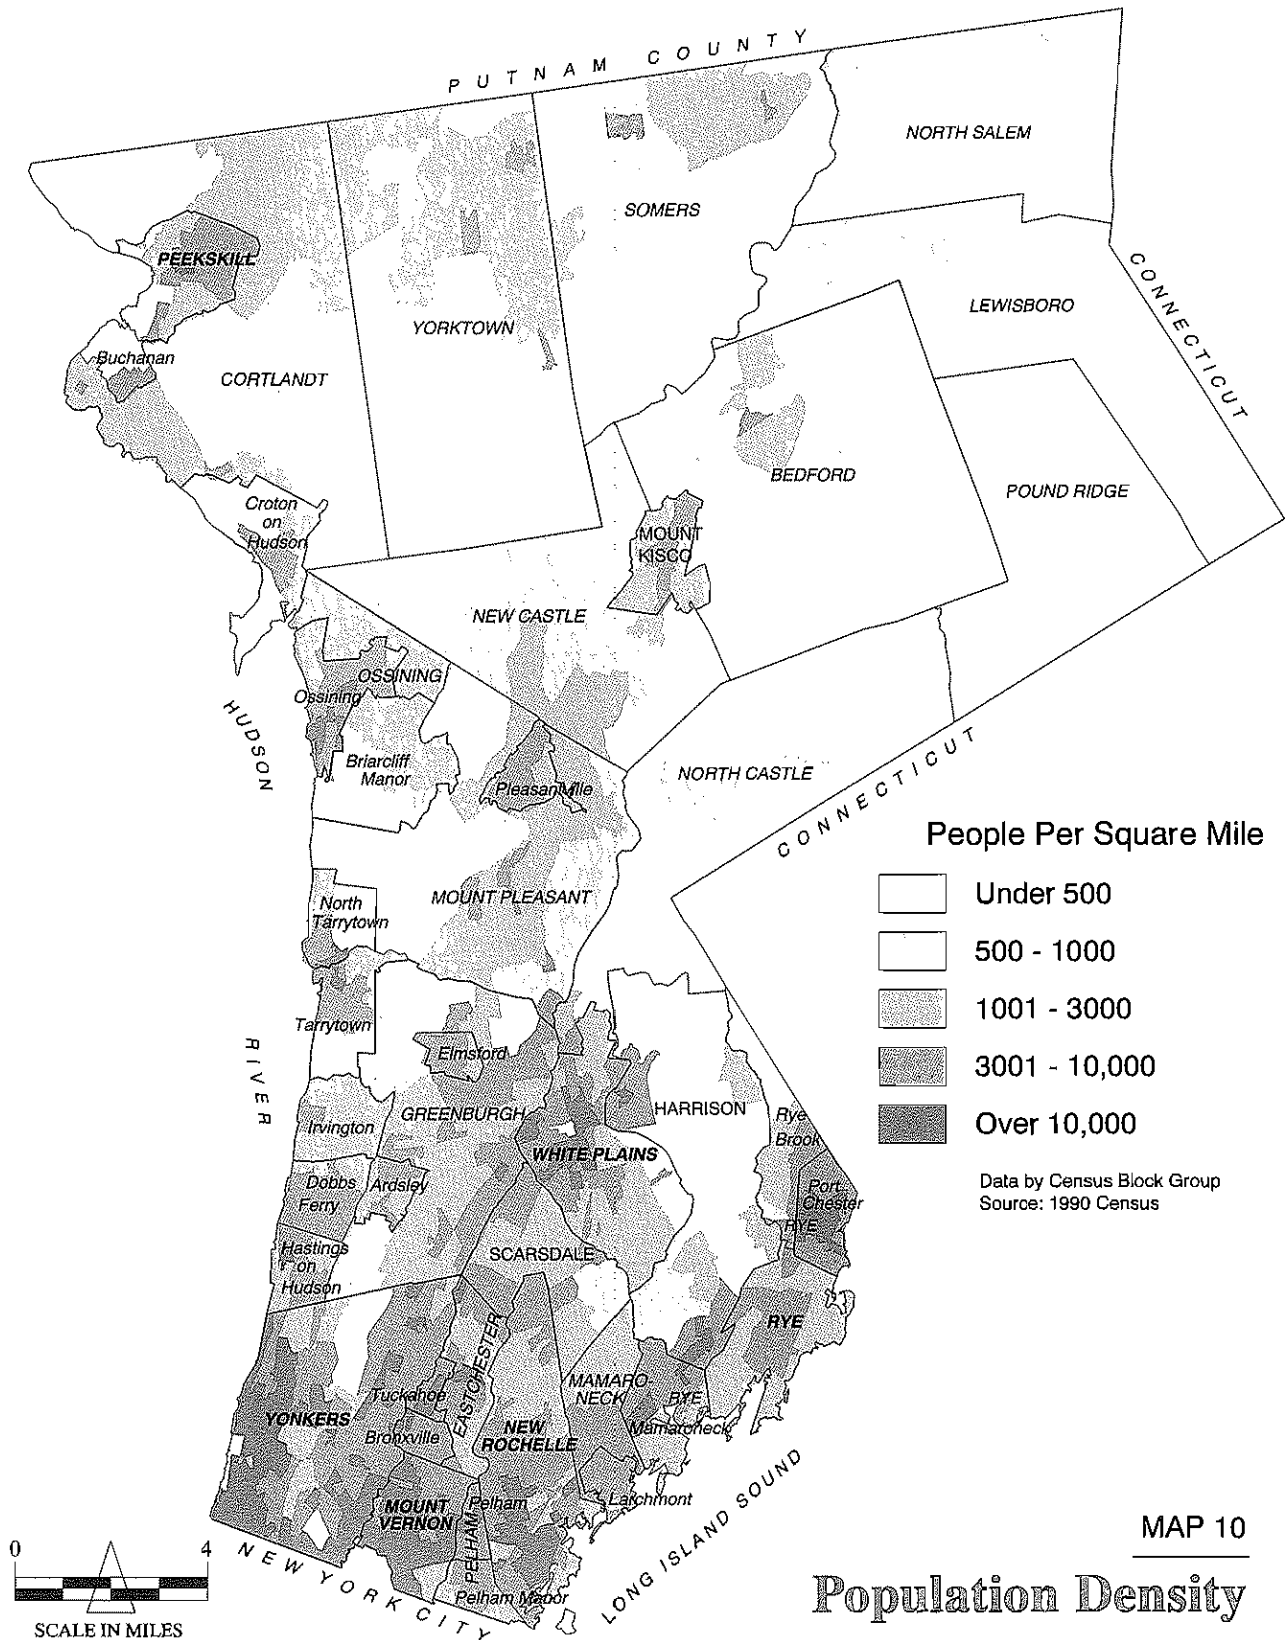 PUTNAM COUNTY
NORTH SALEM
SOMERS
PEEKSKILL
CONNECTICUT
LEWISBORO
YORKTOWN
Buchanan
CORTLANDT
BEDFORD
POUND RIDGE
Croton
on
Hudson
MOUNT
KISCO
NEW CASTLE
OSSINING
Ossining
HUDSON
Briarcliff
Manor
Pleasantville
NORTH CASTLE
CONNECTICUT
People Per Square Mile
Under 500
500 - 1000
1001 - 3000
3001 - 10,000
Over 10,000
Data by Census Block Group
Source: 1990 Census
MOUNT PLEASANT
North
Tarrytown
Tarrytown
RIVER
Elmsford
GREENBURGH
HARRISON
Irvington
Rye
Brook
WHITE PLAINS
Dobbs
Ferry
Ardsley
Port
Chester
RYE
Hastings
on
Hudson
SCARSDALE
RYE
EASTCHESTER
MAMARO
NECK
RYE
Tuckahoe
YONKERS
Bronxville
NEW
ROCHELLE
Mamaroneck
Larchmont
MOUNT
VERNON
Pelham
PELHAM
Pelham Manor
LONG ISLAND SOUND
NEW YORK CITY
0 4
SCALE IN MILES
MAP 10
Population Density